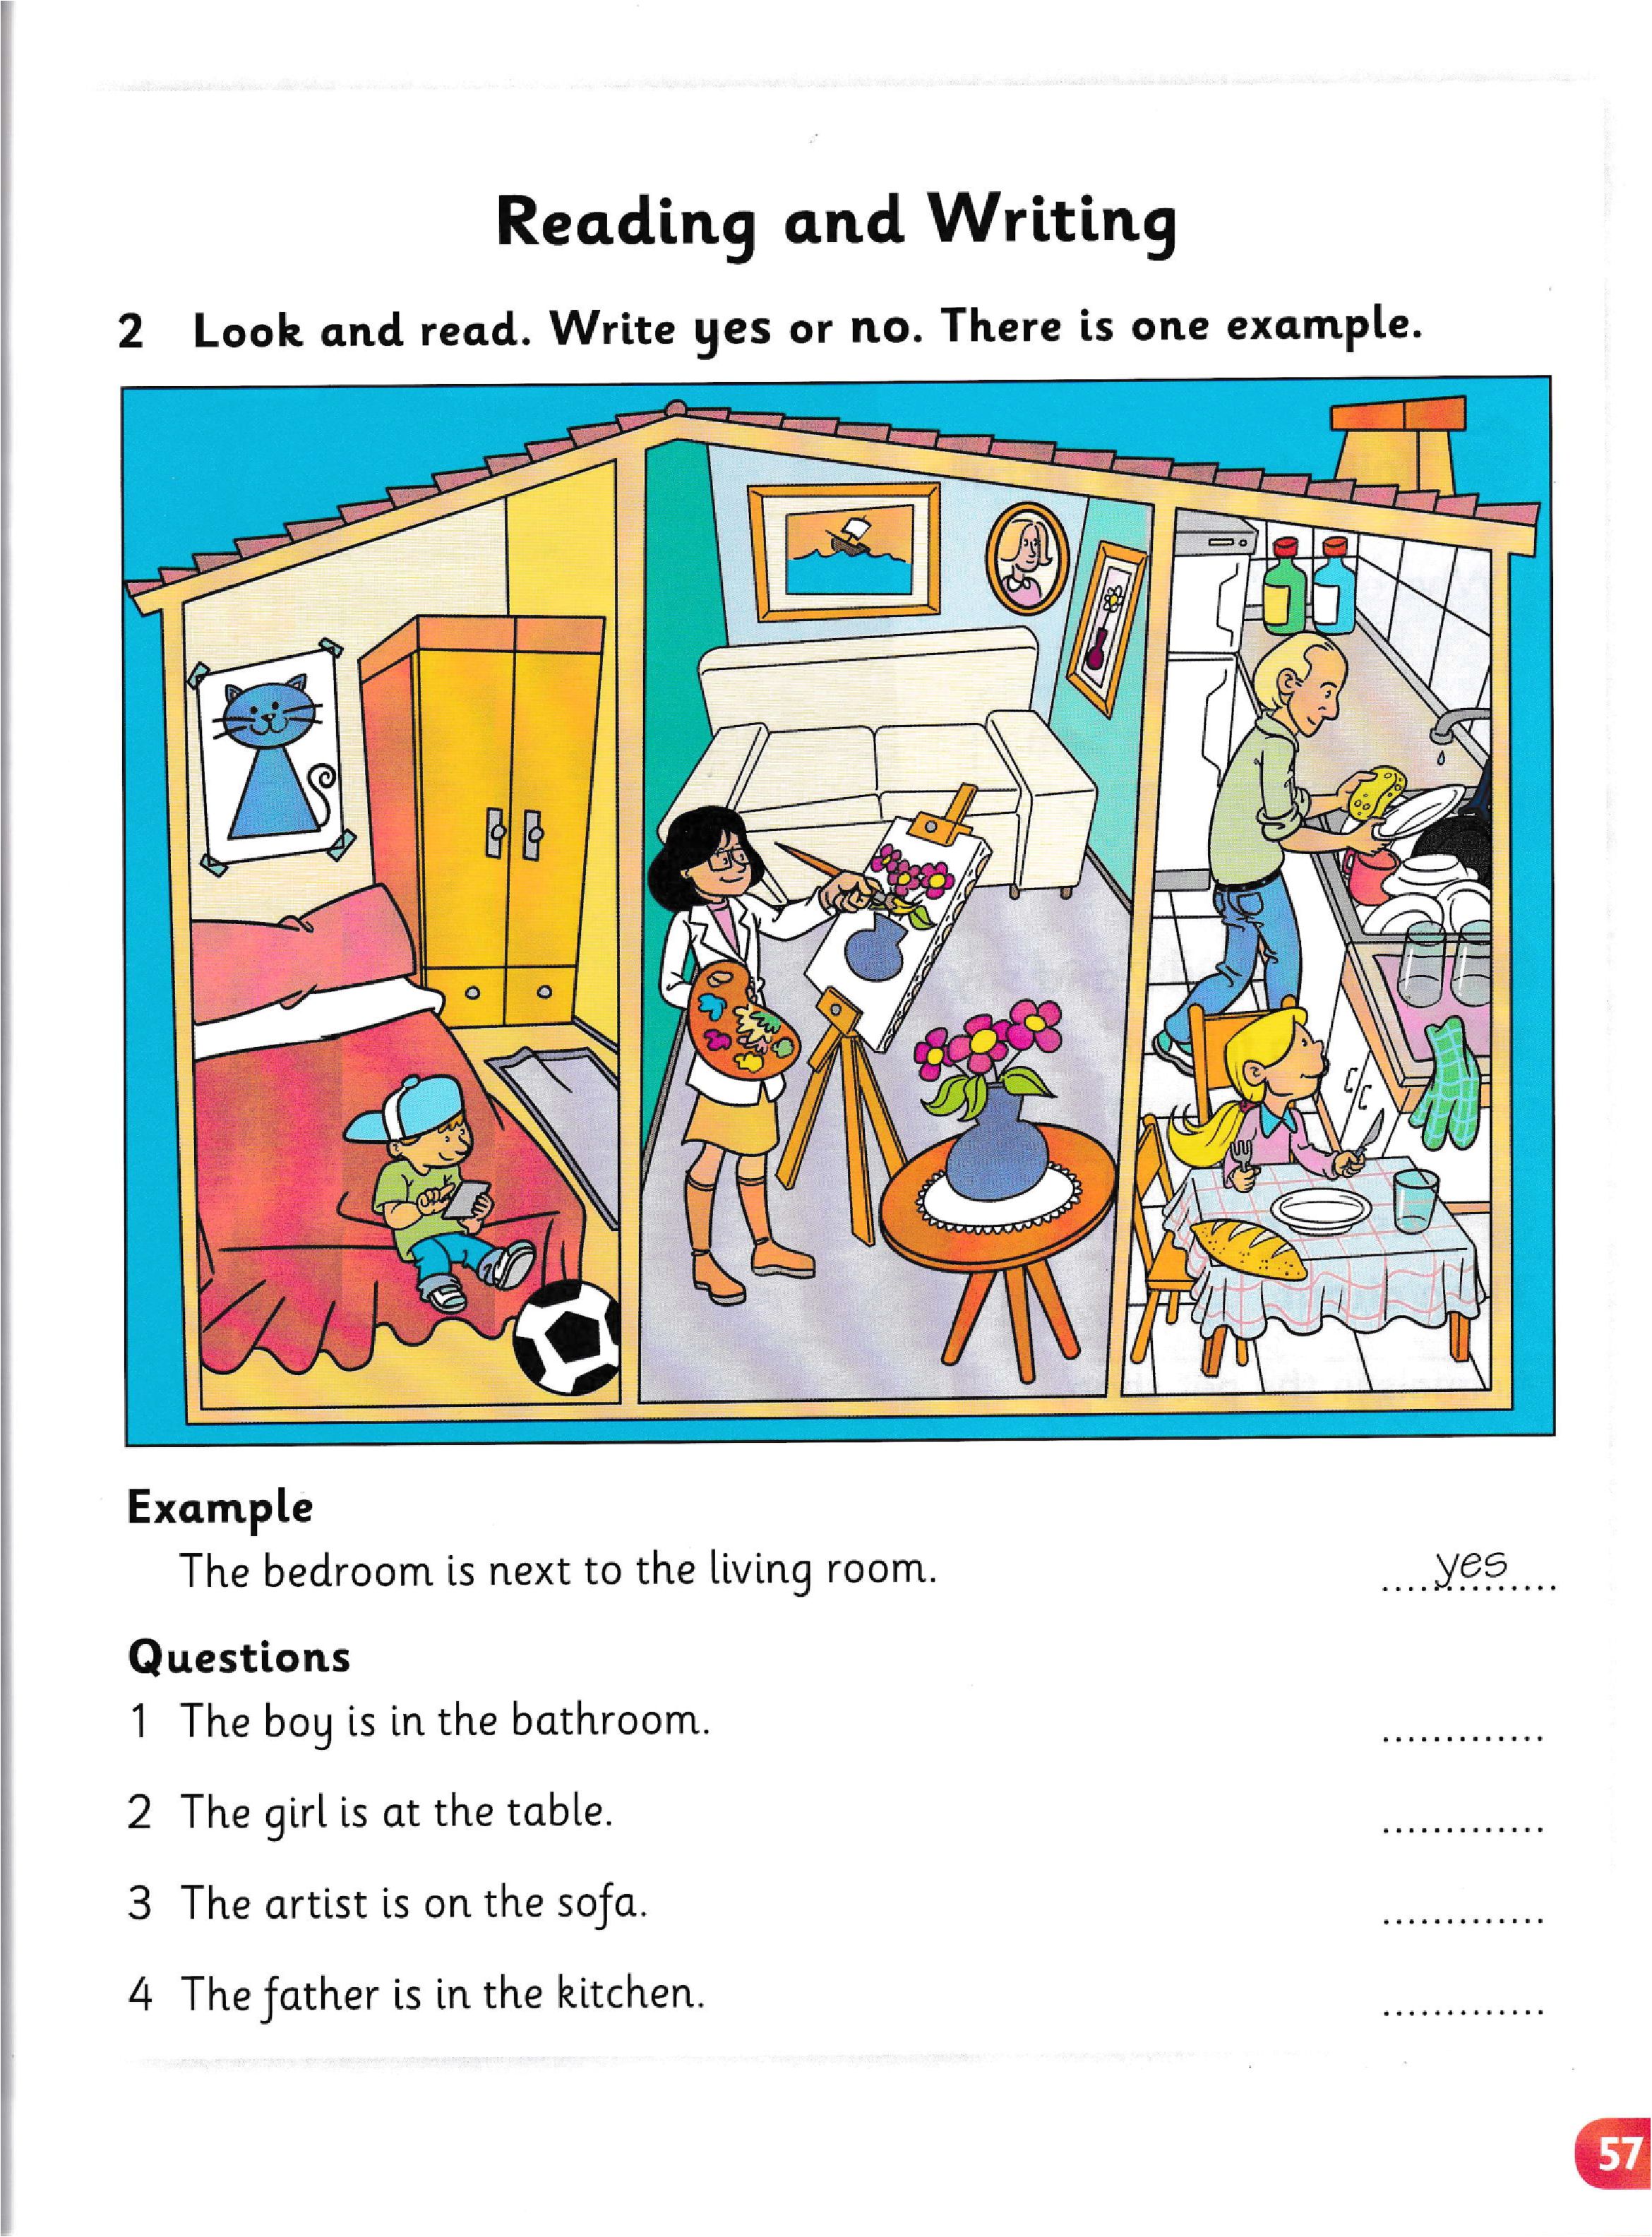 Reading and Writing
2 Look and read. Write yes or no. There is one example.
Example
The bedroom is next to the living room. ....yes....
Questions
1 The boy is in the bathroom. .............
2 The girl is at the table. .............
3 The artist is on the sofa. .............
4 The father is in the kitchen. .............
57